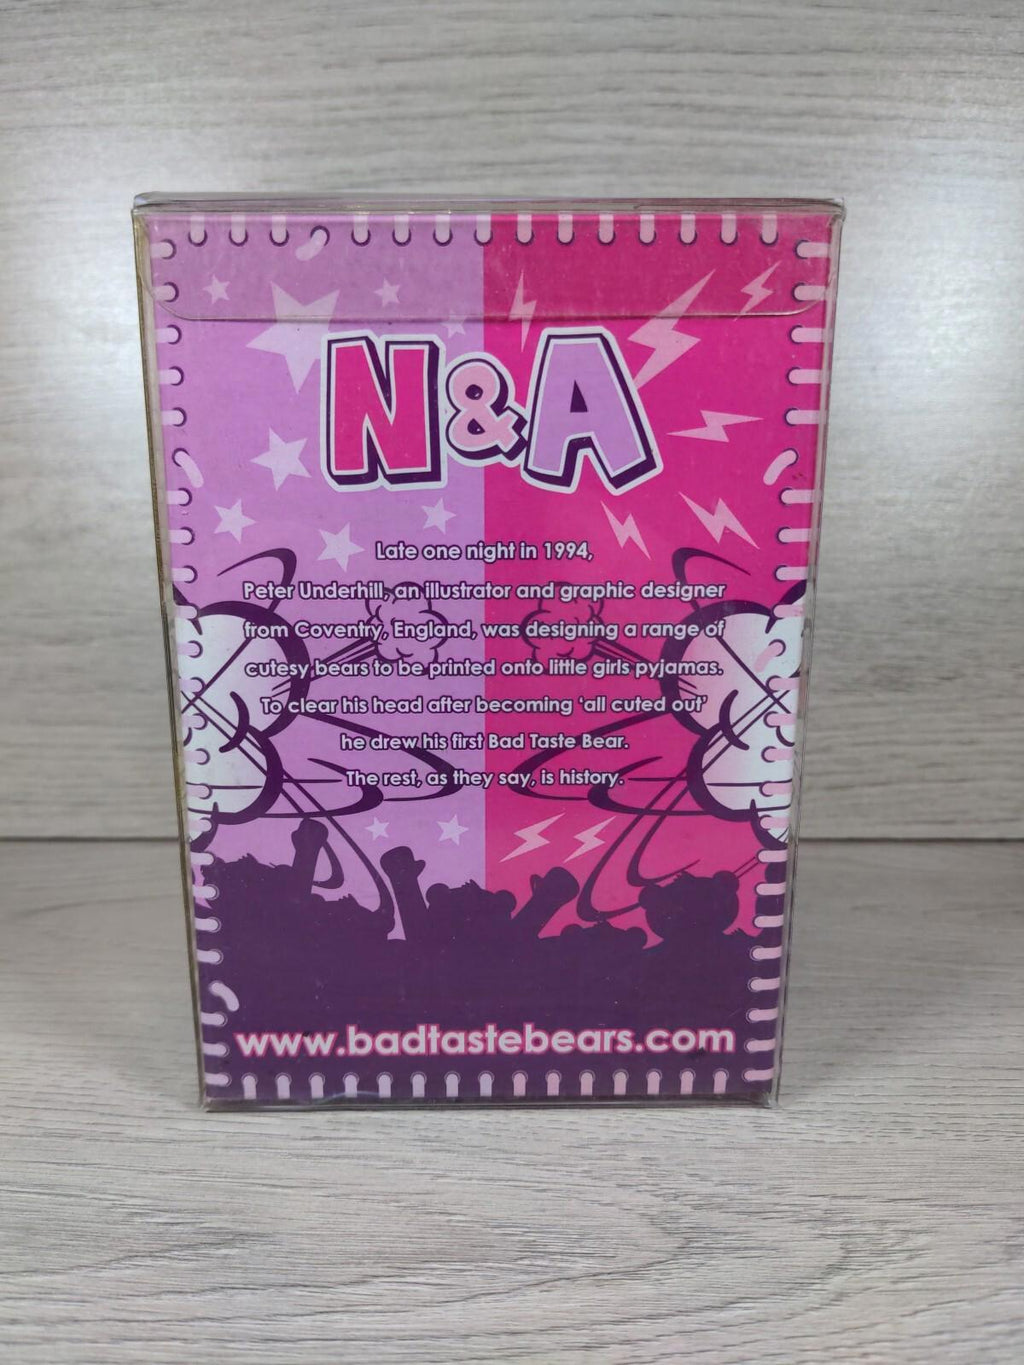 N&A
Late one night in 1994,
Peter Underhill, an illustrator and graphic designer
from Coventry, England, was designing a range of
cutesy bears to be printed onto little girls pyjamas.
To clear his head after becoming 'all cuted out'
he drew his first Bad Taste Bear.
The rest, as they say, is history.
www.badtastebears.com